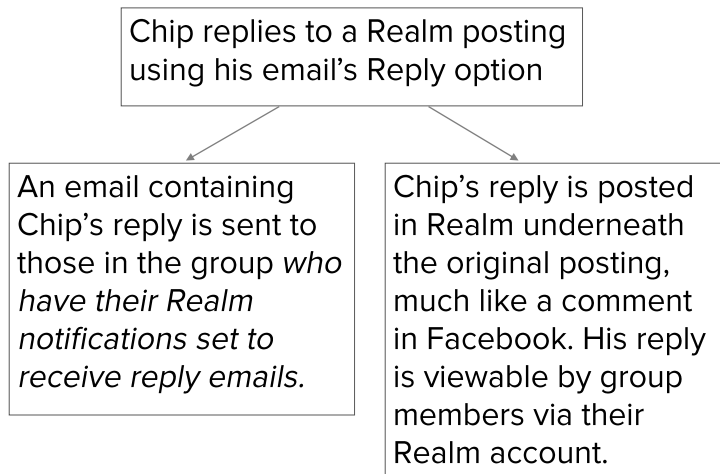 Chip replies to a Realm posting
using his email’s Reply option
An email containing
Chip’s reply is sent to
those in the group who
have their Realm
notifications set to
receive reply emails.
Chip’s reply is posted
in Realm underneath
the original posting,
much like a comment
in Facebook. His reply
is viewable by group
members via their
Realm account.